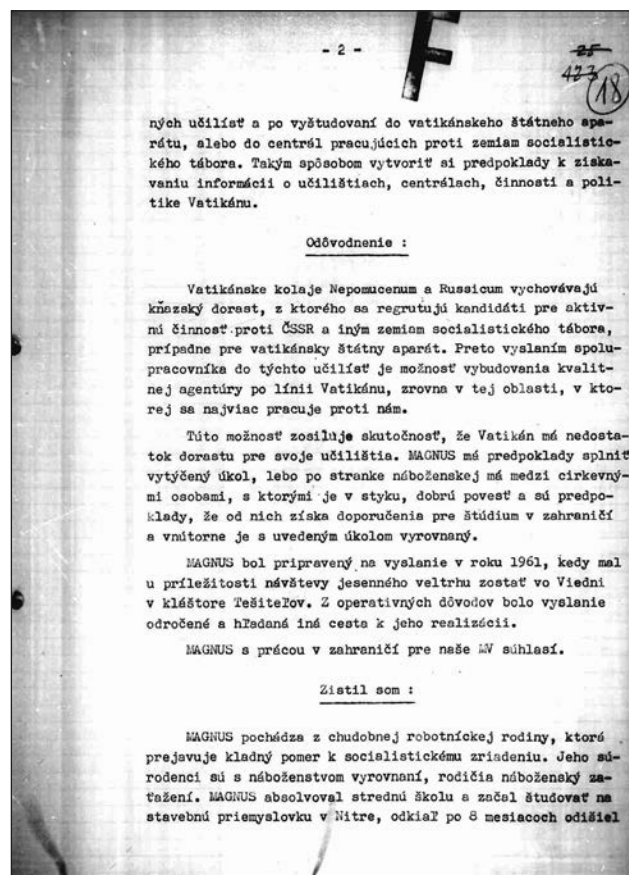 - 2 -
F
25
423
18
ných učilísť a po vyštudovaní do vatikánskeho štátneho apa-
rátu, alebo do centrál pracujúcich proti zemiam socialistic-
kého tábora. Takým spôsobom vytvoriť si predpoklady k získa-
vaniu informácii o učilištiach, centrálach, činnosti a poli-
tike Vatikánu.
Odôvodnenie :
Vatikánske kolaje Nepomucenum a Russicum vychovávajú
kňazský dorast, z ktorého sa regrutujú kandidáti pre aktív-
nú činnosť proti ČSSR a iným zemiam socialistického tábora,
prípadne pre vatikánsky štátny aparát. Preto vyslaním spolu-
pracovníka do týchto učilísť je možnosť vybudovania kvalit-
nej agentúry po línii Vatikánu, zrovna v tej oblasti, v kto-
rej sa najviac pracuje proti nám.
Túto možnosť zosiluje skutočnosť, že Vatikán má nedosta-
tok dorastu pre svoje učilištia. MAGNUS má predpoklady splniť
vytýčený úkol, lebo po stranke náboženskej má medzi cirkevný-
mi osobami, s ktorými je v styku, dobrú povesť a sú predpo-
klady, že od nich získa doporučenia pre štúdium v zahraničí
a vnútorne je s uvedeným úkolom vyrovnaný.
MAGNUS bol pripravený na vyslanie v roku 1961, kedy mal
u príležitosti návštevy jesenného veltrhu zostať vo Viedni
v kláštore Tešiteľov. Z operatívnych dôvodov bolo vyslanie
odročené a hľadaná iná cesta k jeho realizácii.
MAGNUS s prácou v zahraničí pre naše MV súhlasí.
Zistil som :
MAGNUS pochádza z chudobnej robotníckej rodiny, ktorá
prejavuje kladný pomer k socialistickému zriadeniu. Jeho sú-
rodenci sú s náboženstvom vyrovnaní, rodičia náboženský za-
ťažení. MAGNUS absolvoval strednú školu a začal študovať na
stavebnú priemyslovku v Nitre, odkiaľ po 8 mesiacoch odišiel